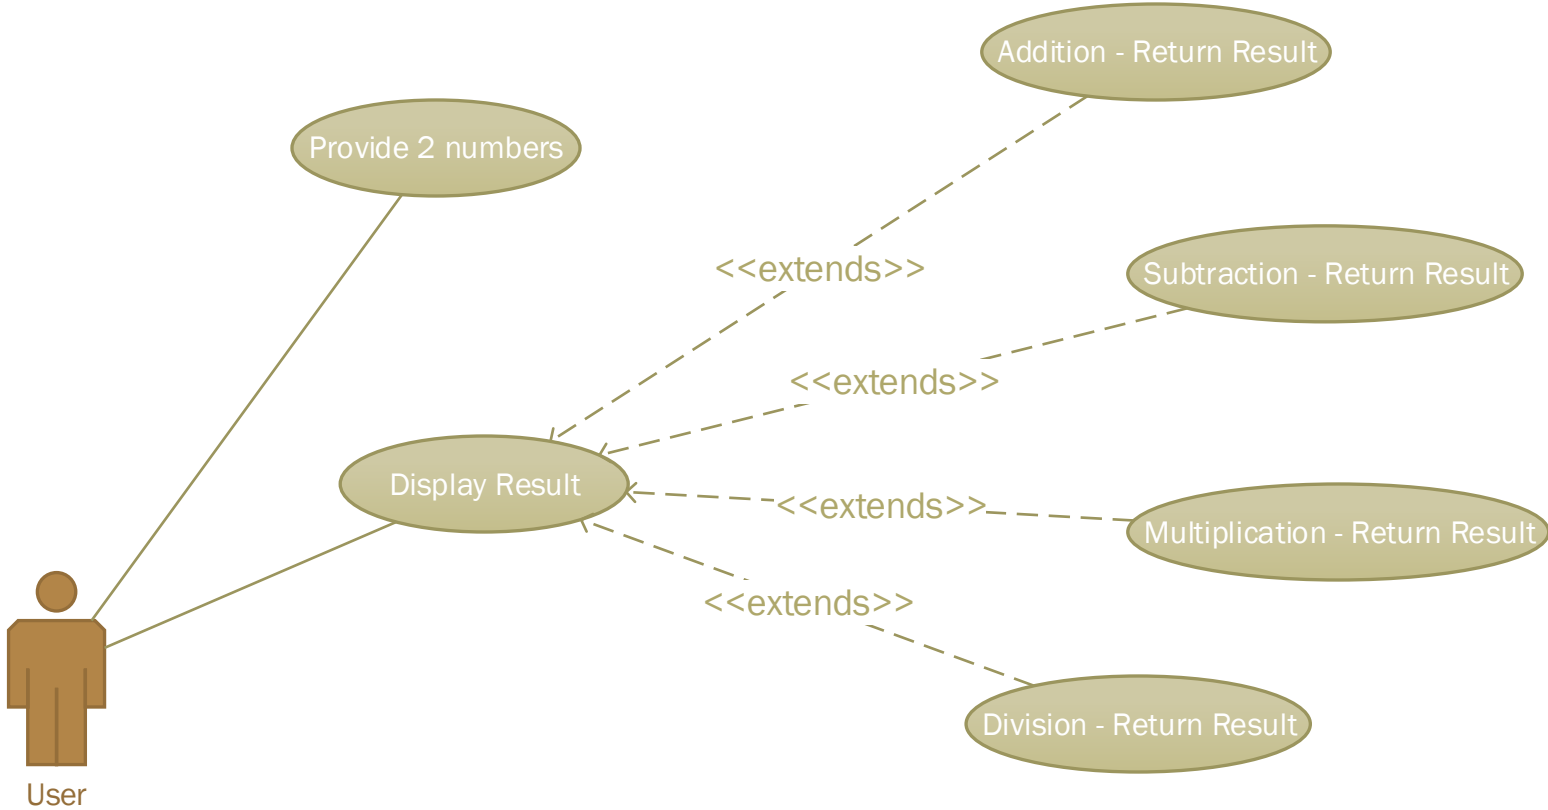 Addition - Return Result
Provide 2 numbers
<<extends>>
Subtraction - Return Result
<<extends>>
Display Result
<<extends>>
Multiplication - Return Result
<<extends>>
Division - Return Result
User